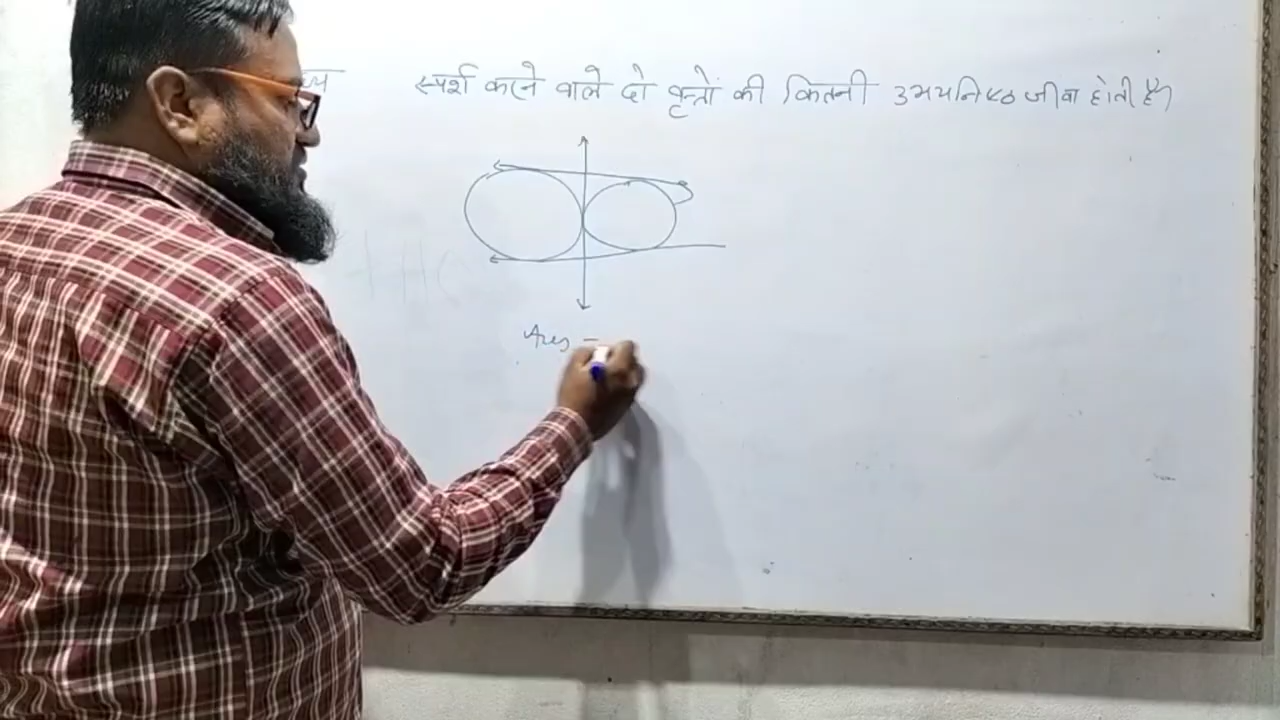 स्पर्श करने वाले दो वृत्तों की कितनी उभयनिष्ठ जीवा होती है
Ans =